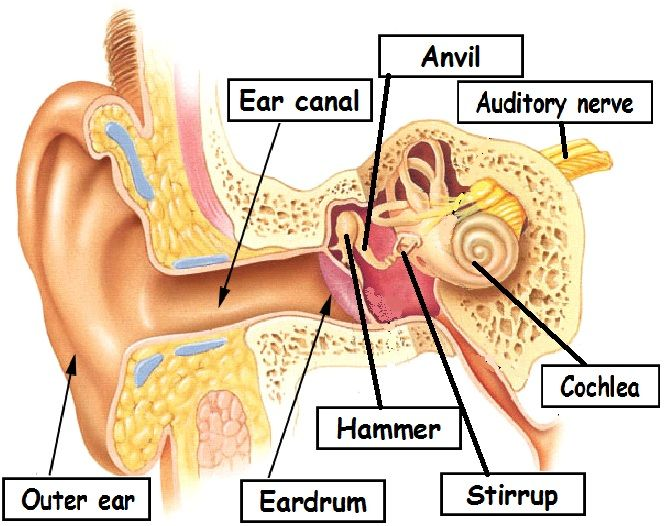 Anvil
Ear canal
Auditory nerve
Cochlea
Hammer
Outer ear
Eardrum
Stirrup